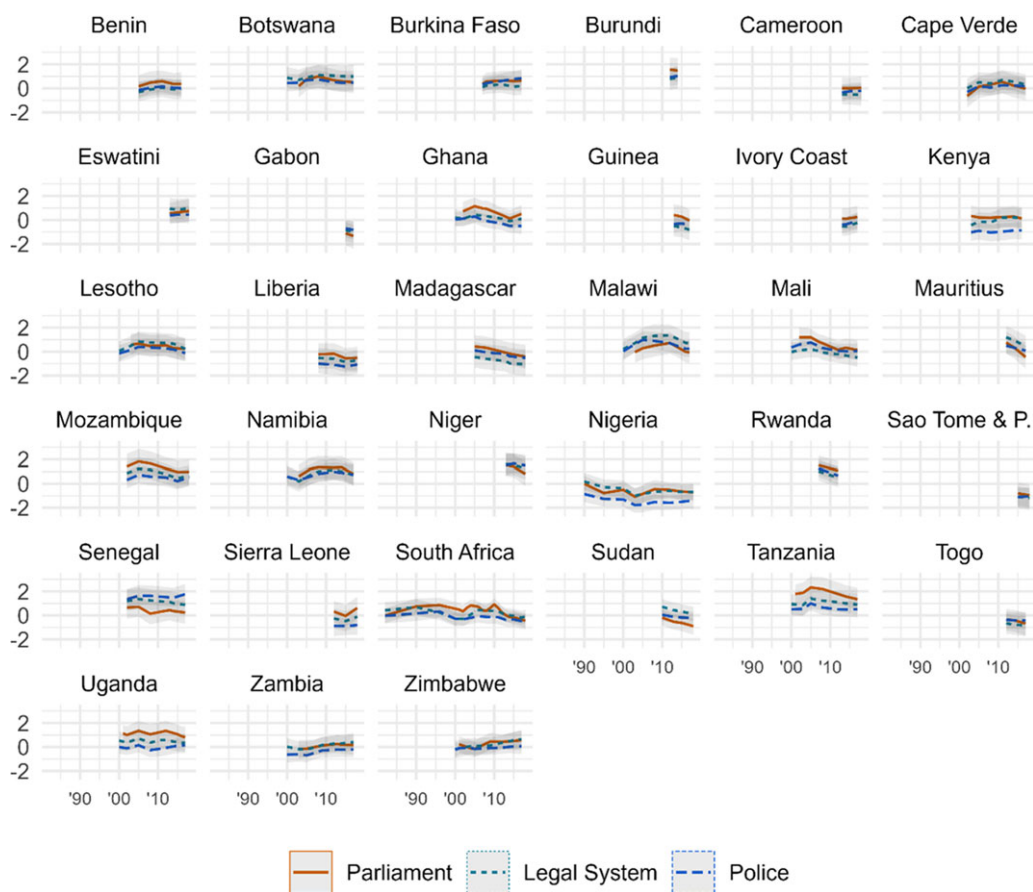 Benin Botswana Burkina Faso Burundi Cameroon Cape Verde
2
0
-2
Eswatini Gabon Ghana Guinea Ivory Coast Kenya
2
0
-2
Lesotho Liberia Madagascar Malawi Mali Mauritius
2
0
-2
Mozambique Namibia Niger Nigeria Rwanda Sao Tome & P.
2
0
-2
Senegal Sierra Leone South Africa Sudan Tanzania Togo
2
0
-2
'90 '00 '10 '90 '00 '10 '90 '00 '10
Uganda Zambia Zimbabwe
2
0
-2
'90 '00 '10 '90 '00 '10 '90 '00 '10
Parliament Legal System Police